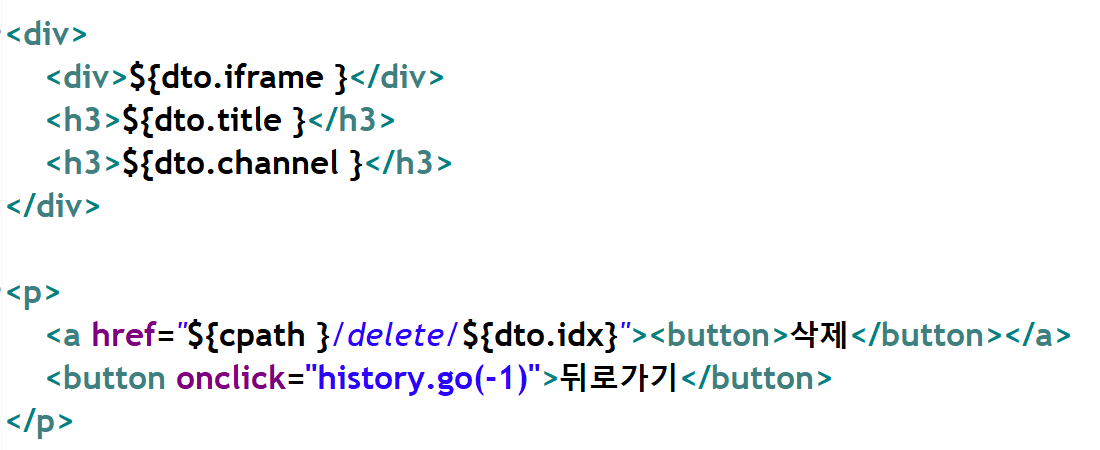 <div>
<div>${dto.iframe }</div>
<h3>${dto.title }</h3>
<h3>${dto.channel }</h3>
</div>
<p>
<a href="${cpath }/delete/${dto.idx}"><button>삭제</button></a>
<button onclick="history.go(-1)">뒤로가기</button>
</p>